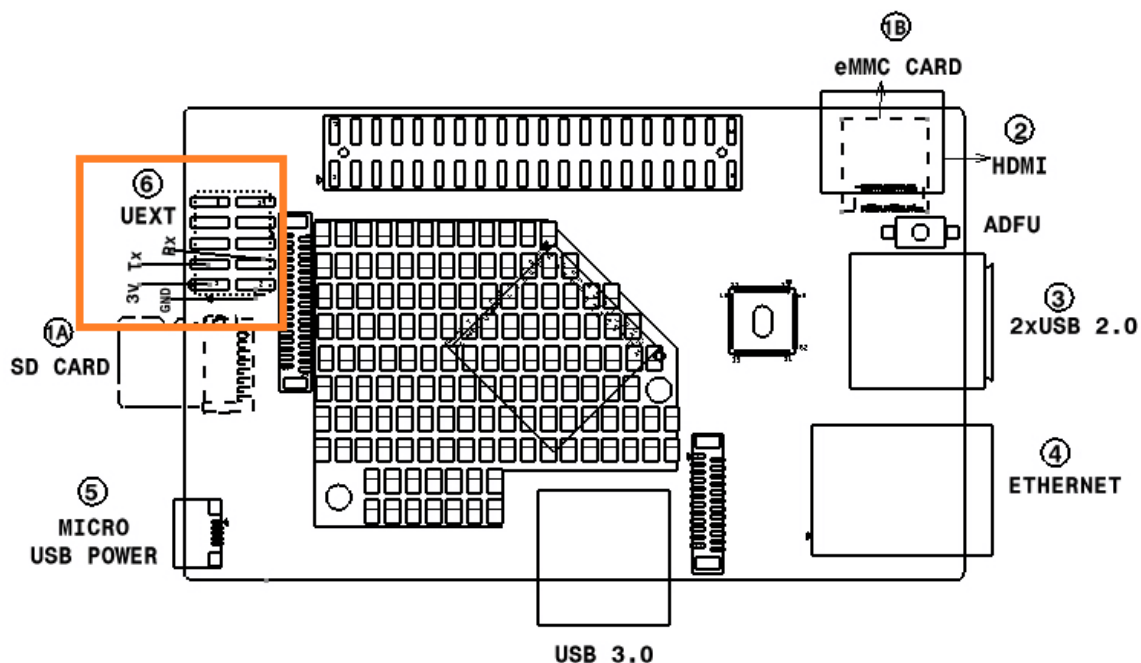 1B
eMMC CARD
2
HDMI
6
UEXT
ADFU
Rx
Tx
3V
GND
3
2xUSB 2.0
1A
SD CARD
4
ETHERNET
5
MICRO
USB POWER
USB 3.0